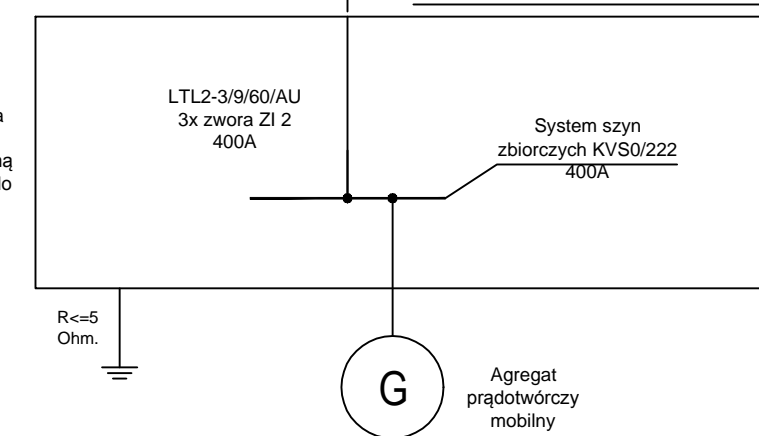 LTL2-3/9/60/AU
3x zwora ZI 2
400A
System szyn
zbiorczych KVS0/222
400A
R<=5
Ohm.
G
Agregat
prądotwórczy
mobilny